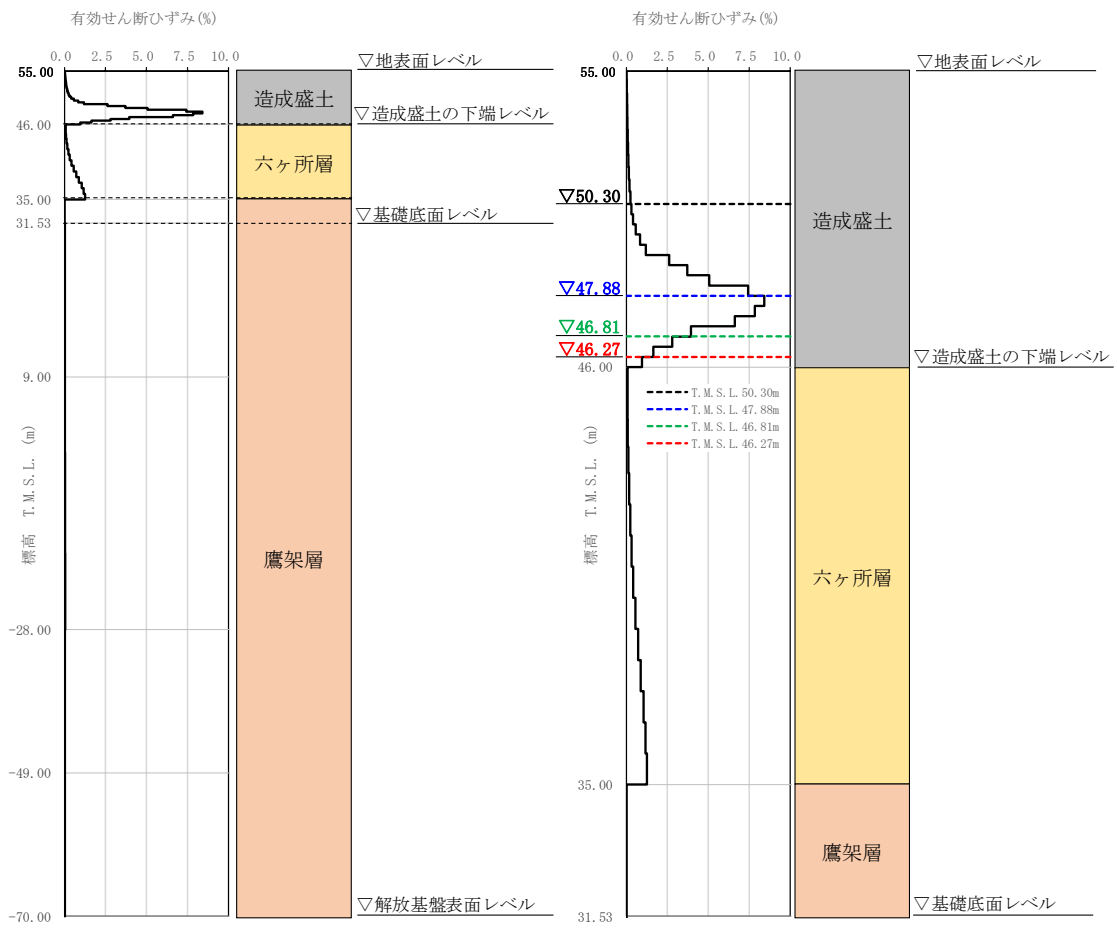 有効せん断ひずみ(%)
0.0 2.5 5.0 7.5 10.0
55.00
46.00
35.00
31.53
9.00
-28.00
-49.00
-70.00
標高 T.M.S.L. (m)
造成盛土
六ヶ所層
鷹架層
▽地表面レベル
▽造成盛土の下端レベル
▽基礎底面レベル
▽解放基盤表面レベル
有効せん断ひずみ(%)
0.0 2.5 5.0 7.5 10.0
55.00
▽50.30
▽47.88
▽46.81
▽46.27
46.00
35.00
31.53
標高 T.M.S.L. (m)
T.M.S.L.50.30m
T.M.S.L.47.88m
T.M.S.L.46.81m
T.M.S.L.46.27m
造成盛土
六ヶ所層
鷹架層
▽地表面レベル
▽造成盛土の下端レベル
▽基礎底面レベル